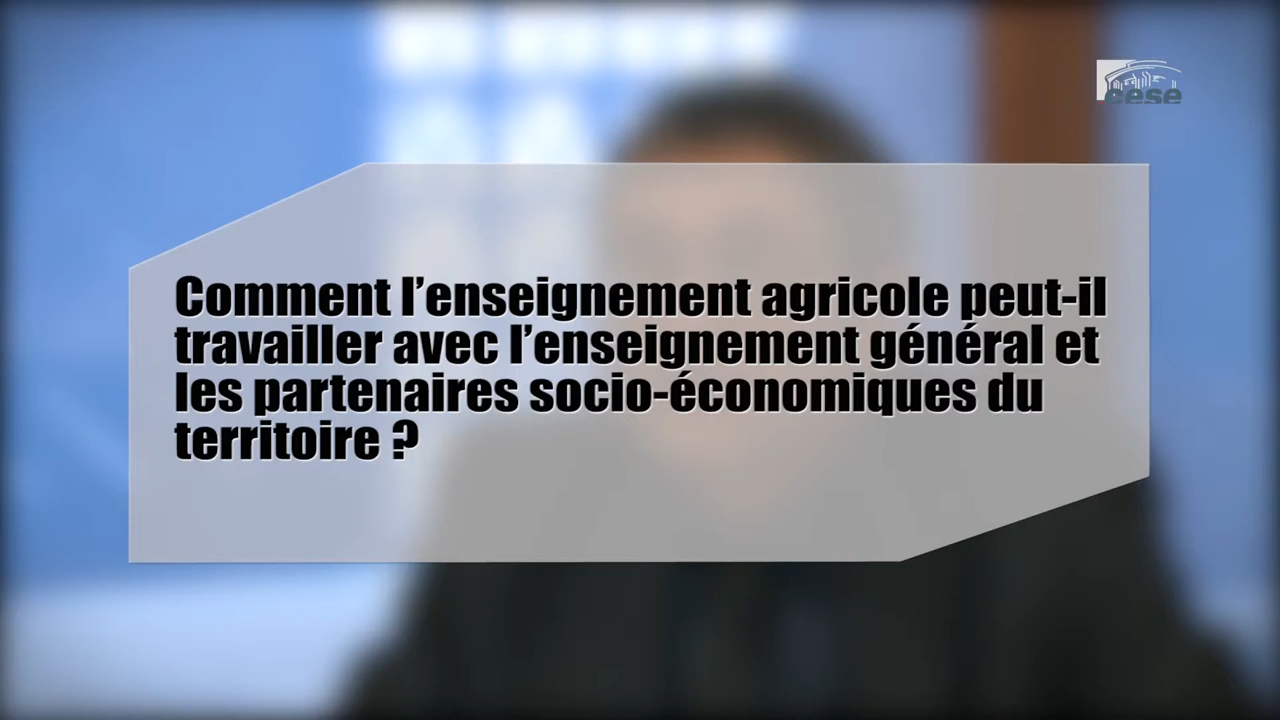 cese
Comment l’enseignement agricole peut-il
travailler avec l’enseignement général et
les partenaires socio-économiques du
territoire ?